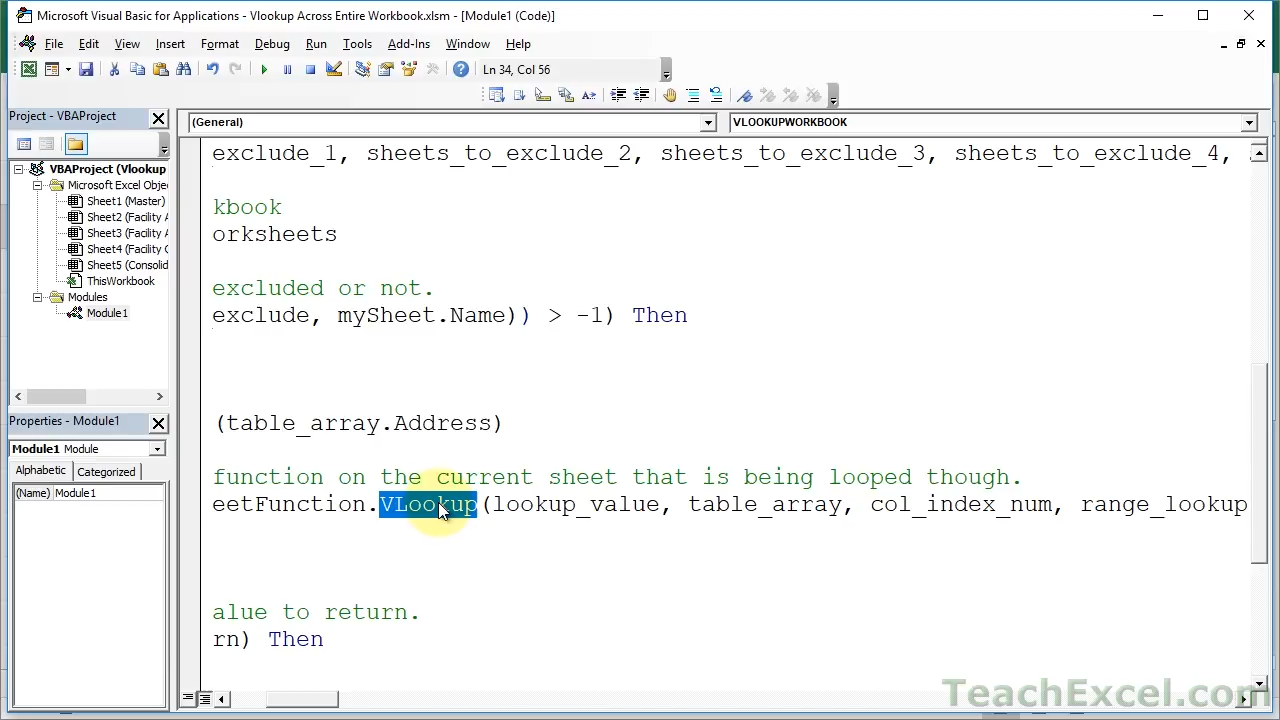 Microsoft Visual Basic for Applications - Vlookup Across Entire Workbook.xlsm - [Module1 (Code)]
File Edit View Insert Format Debug Run Tools Add-Ins Window Help
Ln 34, Col 56
Project - VBAProject
(General) VLOOKUPWORKBOOK
VBAProject (Vlookup
Microsoft Excel Obje
Sheet1 (Master)
Sheet2 (Facility A
Sheet3 (Facility A
Sheet4 (Facility C
Sheet5 (Consolid
ThisWorkbook
Modules
Module1
Properties - Module1
Module1 Module
Alphabetic Categorized
(Name) Module1
exclude_1, sheets_to_exclude_2, sheets_to_exclude_3, sheets_to_exclude_4,
kbook
orksheets
excluded or not.
exclude, mySheet.Name)) > -1) Then
(table_array.Address)
function on the current sheet that is being looped though.
eetFunction.VLookup(lookup_value, table_array, col_index_num, range_lookup
alue to return.
rn) Then
TeachExcel.com